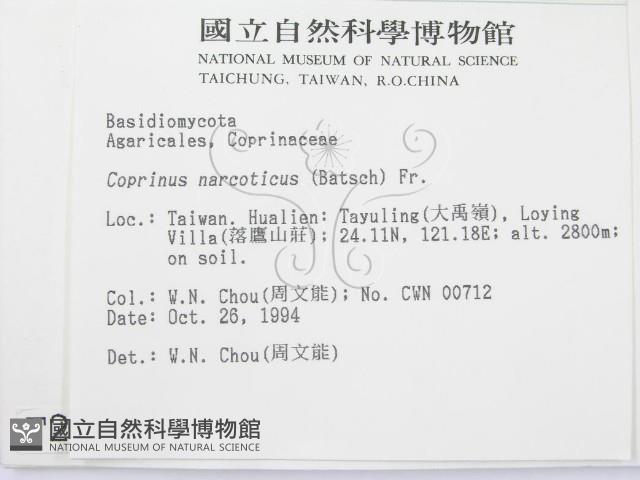 國立自然科學博物館
NATIONAL MUSEUM OF NATURAL SCIENCE
TAICHUNG, TAIWAN, R.O.CHINA
Basidiomycota
Agaricales, Coprinaceae
Coprinus narcoticus (Batsch) Fr.
Loc.: Taiwan. Hualien: Tayuling(大禹嶺), Loying
Villa(落鷹山莊); 24.11N, 121.18E; alt. 2800m;
on soil.
Col.: W.N. Chou(周文能); No. CWN 00712
Date: Oct. 26, 1994
Det.: W.N. Chou(周文能)
國立自然科學博物館
NATIONAL MUSEUM OF NATURAL SCIENCE